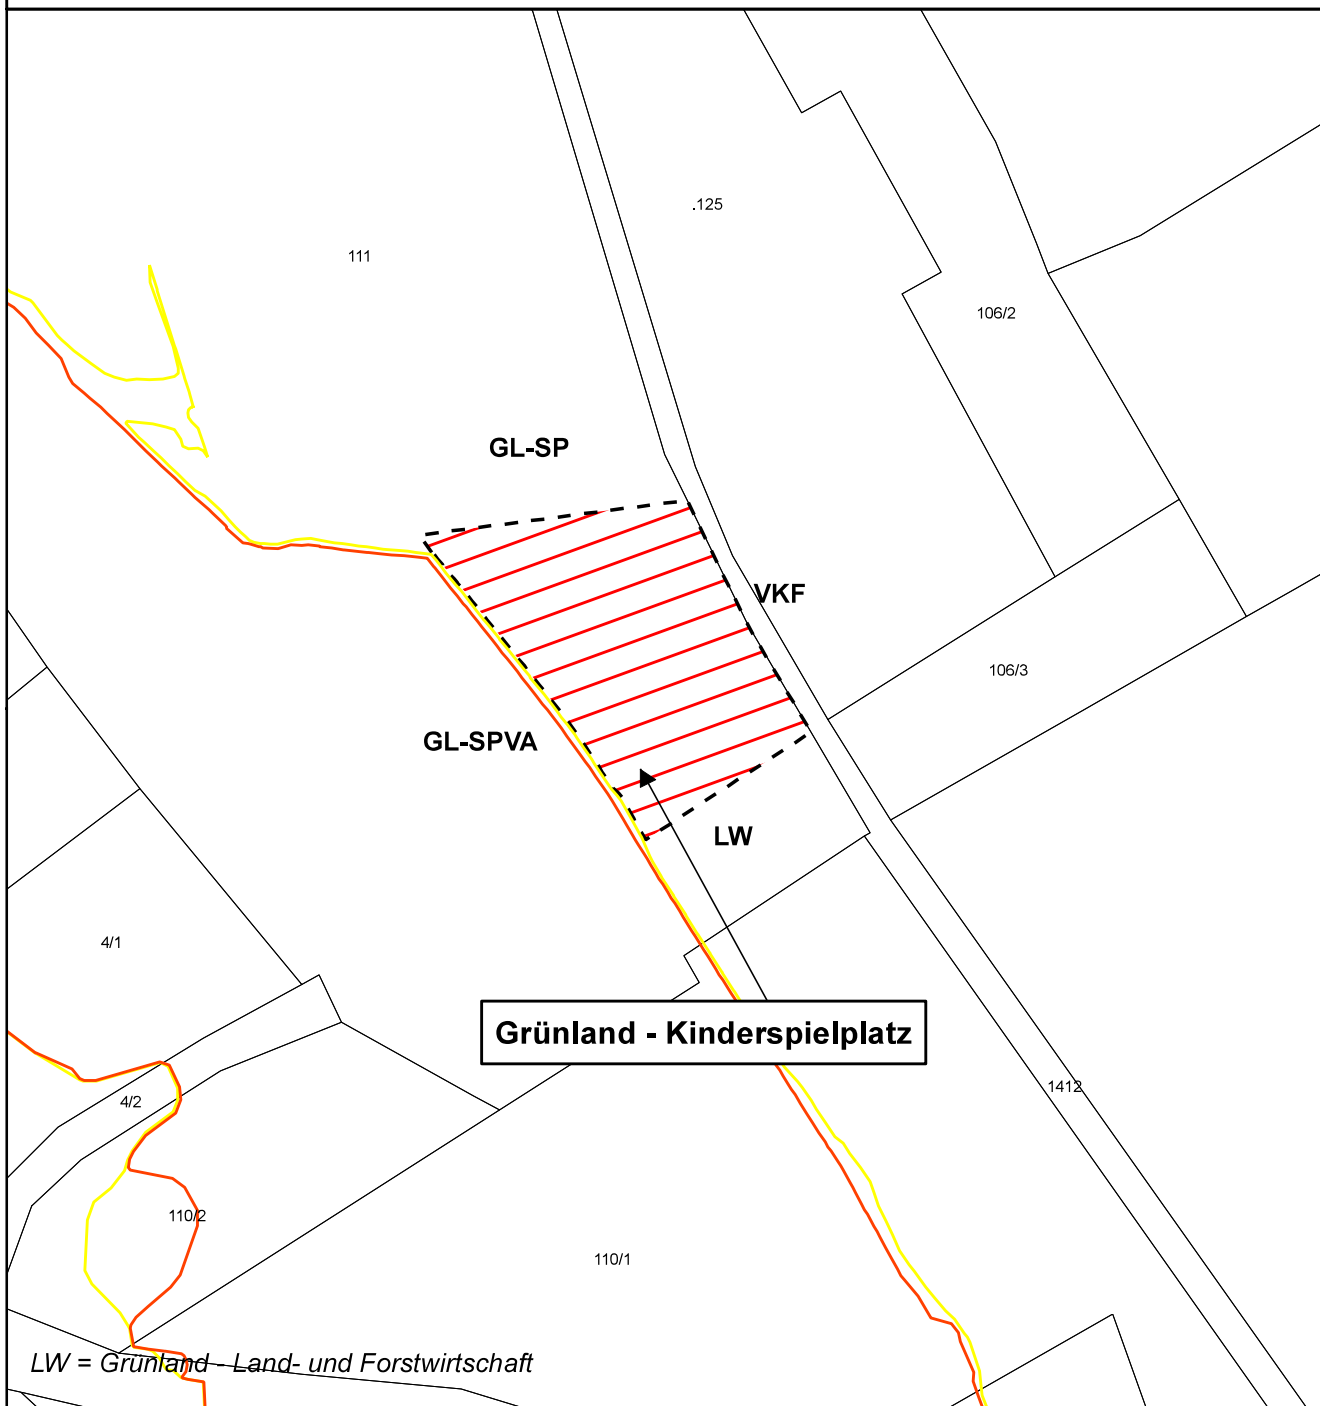 .125
111
106/2
GL-SP
VKF
106/3
GL-SPVA
LW
4/1
Grünland - Kinderspielplatz
1412
4/2
110/2
110/1
LW = Grünland - Land- und Forstwirtschaft